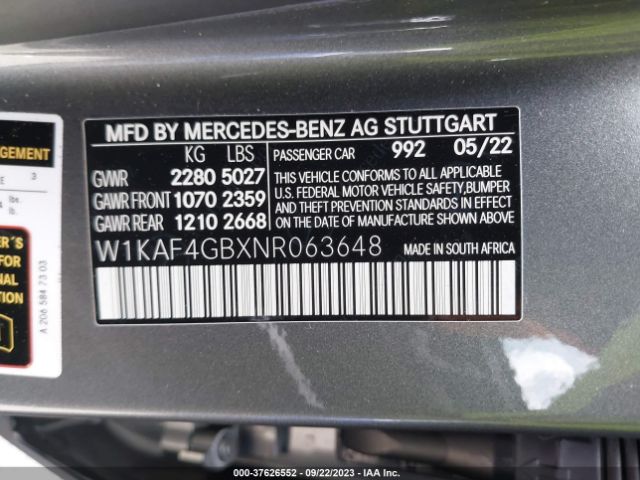 MFD BY MERCEDES-BENZ AG STUTTGART
KG LBS
PASSENGER CAR 992 05/22
GVWR 2280 5027
GAWR FRONT 1070 2359
GAWR REAR 1210 2668
THIS VEHICLE CONFORMS TO ALL APPLICABLE
U.S. FEDERAL MOTOR VEHICLE SAFETY,BUMPER
AND THEFT PREVENTION STANDARDS IN EFFECT
ON THE DATE OF MANUFACTURE SHOWN ABOVE.
W1KAF4GBXNR063648
MADE IN SOUTH AFRICA
3
lb.
A 206 584 73 03
000-37626552 - 09/22/2023 - IAA Inc.